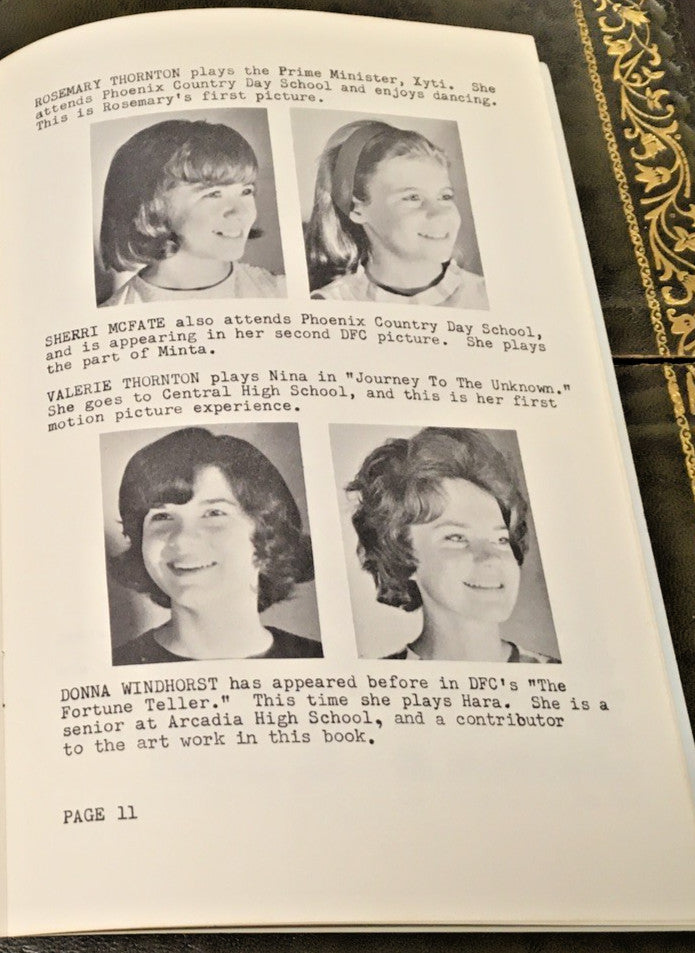 ROSEMARY THORNTON plays the Prime Minister, Xyti. She
attends Phoenix Country Day School and enjoys dancing.
This is Rosemary's first picture.
SHERRI MCFATE also attends Phoenix Country Day School,
and is appearing in her second DFC picture. She plays
the part of Minta.
VALERIE THORNTON plays Nina in "Journey To The Unknown."
She goes to Central High School, and this is her first
motion picture experience.
DONNA WINDHORST has appeared before in DFC's "The
Fortune Teller." This time she plays Hara. She is a
senior at Arcadia High School, and a contributor
to the art work in this book.
PAGE 11